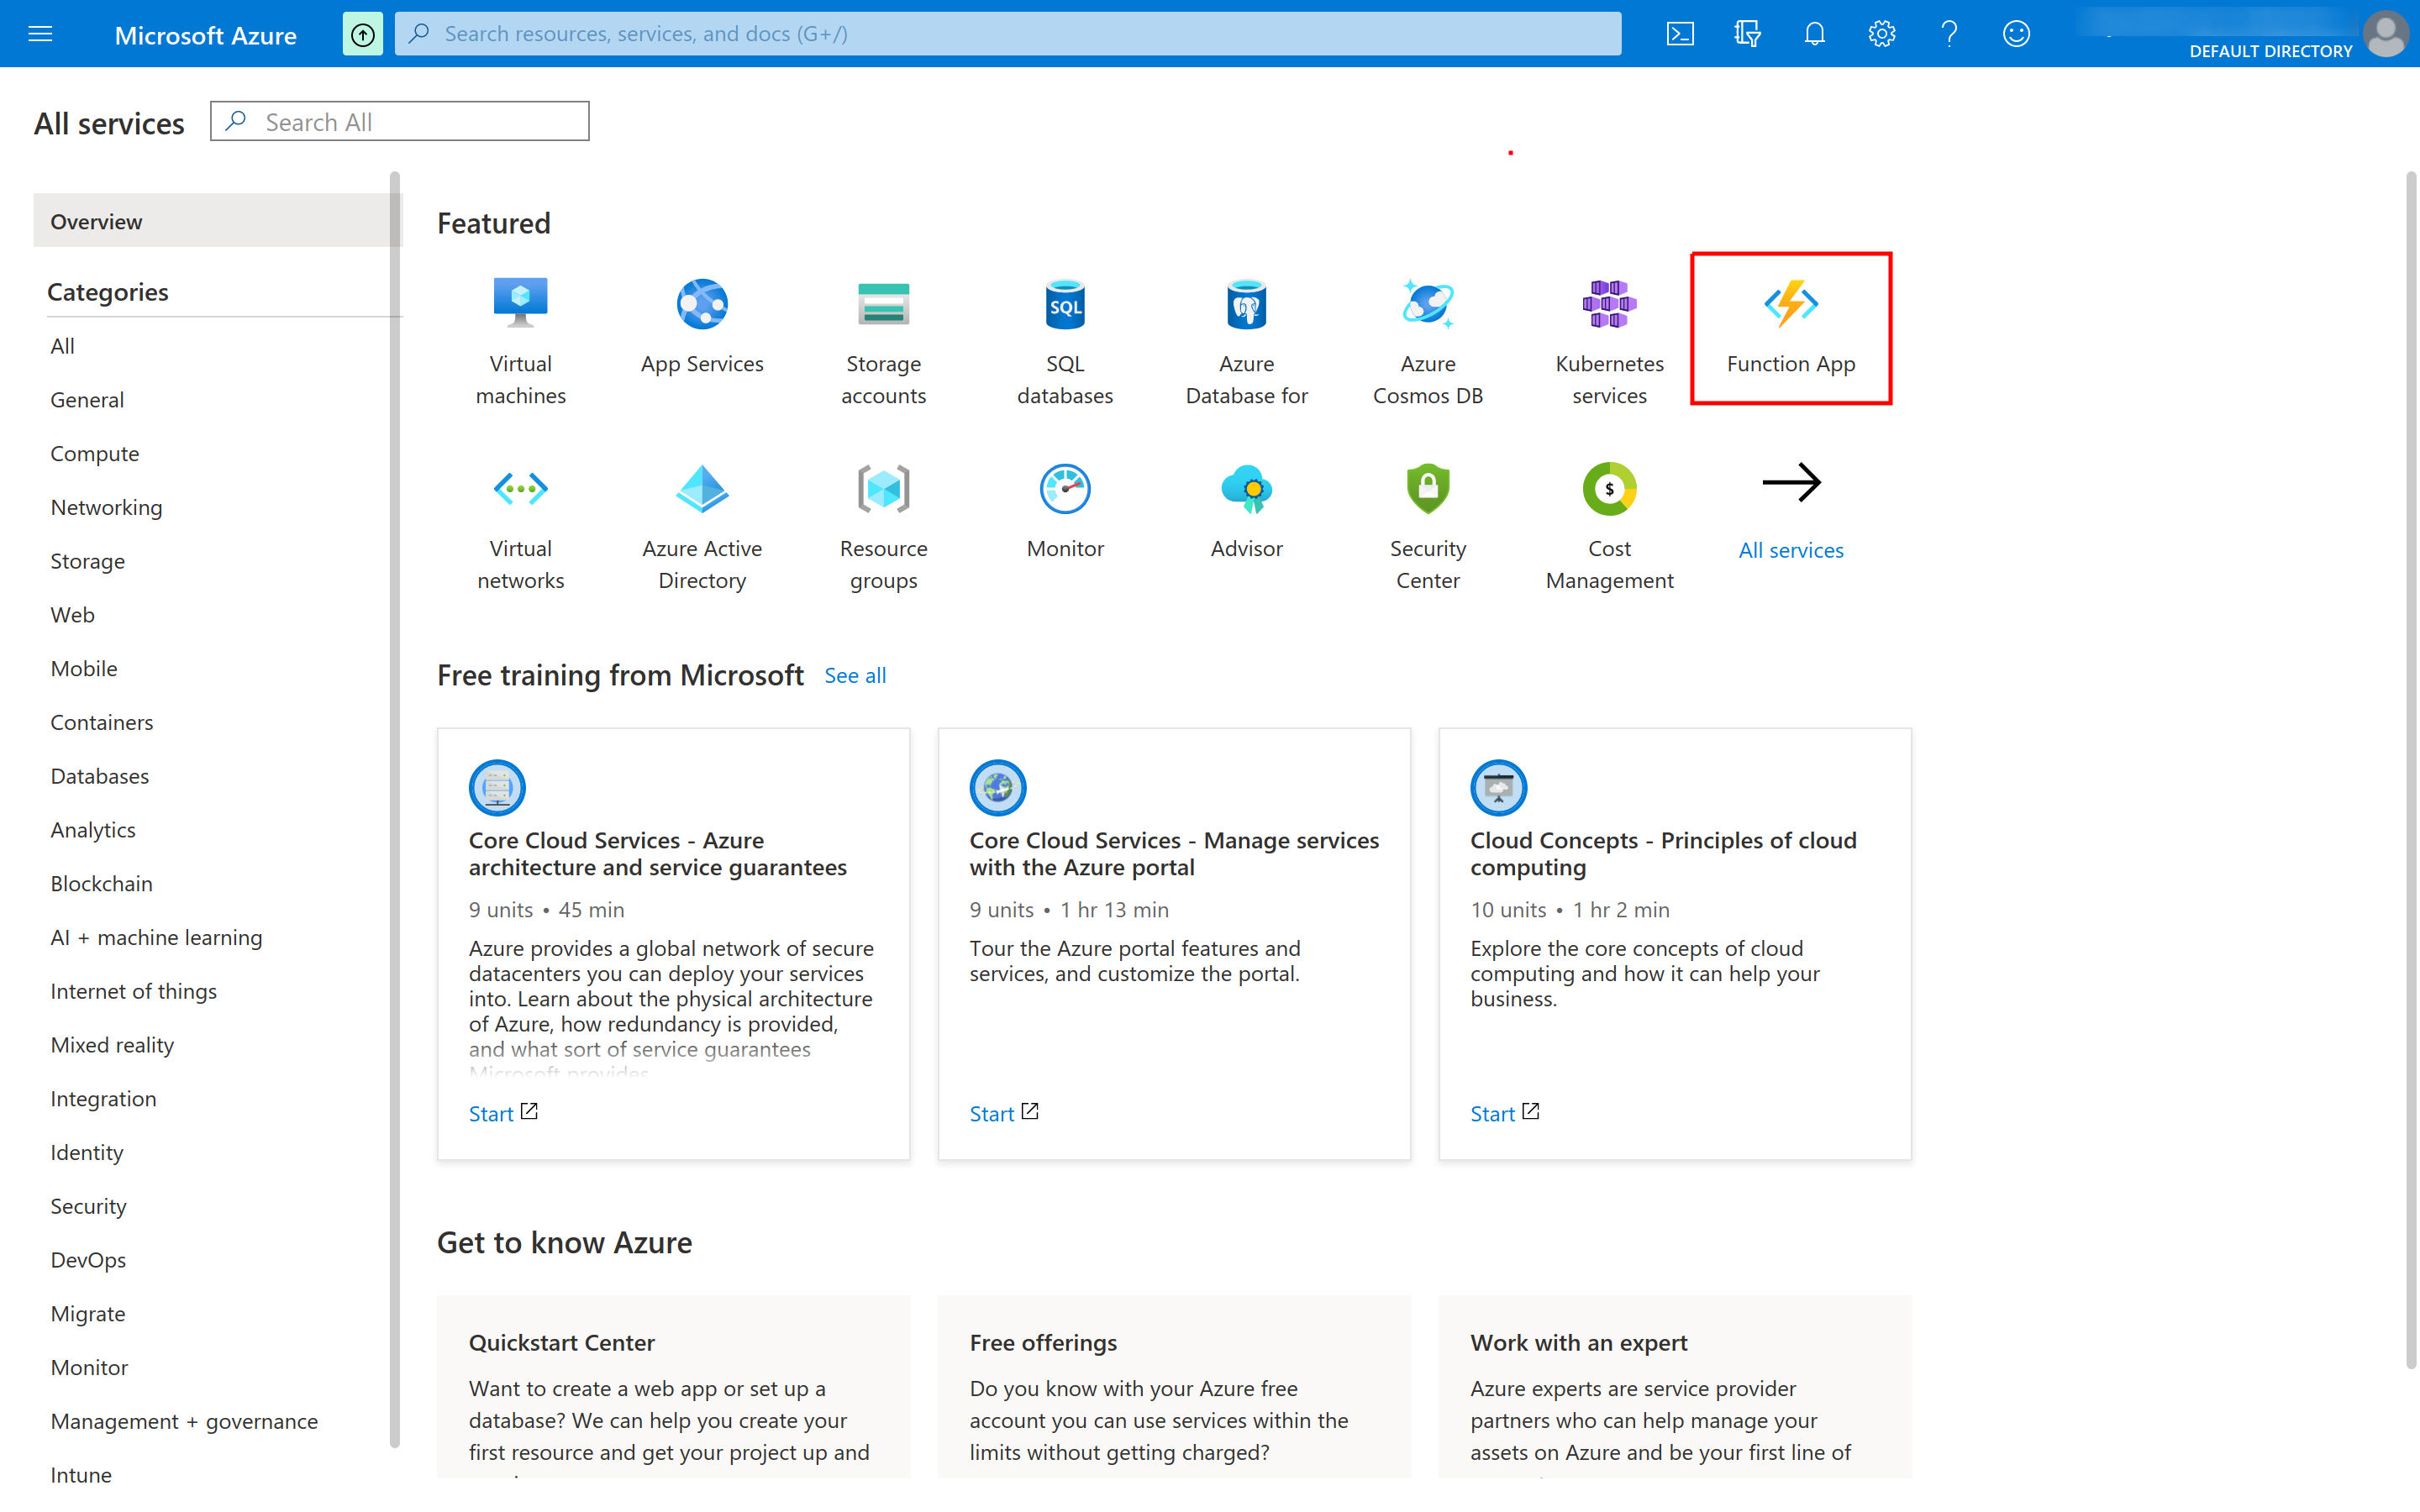 Microsoft Azure
Search resources, services, and docs (G+/)
DEFAULT DIRECTORY
All services
Search All
Overview
Categories
All
General
Compute
Networking
Storage
Web
Mobile
Containers
Databases
Analytics
Blockchain
AI + machine learning
Internet of things
Mixed reality
Integration
Identity
Security
DevOps
Migrate
Monitor
Management + governance
Intune
Featured
Virtual
machines
App Services
Storage
accounts
SQL
SQL
databases
Azure
Database for
Azure
Cosmos DB
Kubernetes
services
Function App
Virtual
networks
Azure Active
Directory
Resource
groups
Monitor
Advisor
Security
Center
$
Cost
Management
All services
Free training from Microsoft See all
Core Cloud Services - Azure
architecture and service guarantees
9 units • 45 min
Azure provides a global network of secure
datacenters you can deploy your services
into. Learn about the physical architecture
of Azure, how redundancy is provided,
and what sort of service guarantees
Microsoft provides
Start
Core Cloud Services - Manage services
with the Azure portal
9 units • 1 hr 13 min
Tour the Azure portal features and
services, and customize the portal.
Start
Cloud Concepts - Principles of cloud
computing
10 units • 1 hr 2 min
Explore the core concepts of cloud
computing and how it can help your
business.
Start
Get to know Azure
Quickstart Center
Want to create a web app or set up a
database? We can help you create your
first resource and get your project up and
Free offerings
Do you know with your Azure free
account you can use services within the
limits without getting charged?
Work with an expert
Azure experts are service provider
partners who can help manage your
assets on Azure and be your first line of